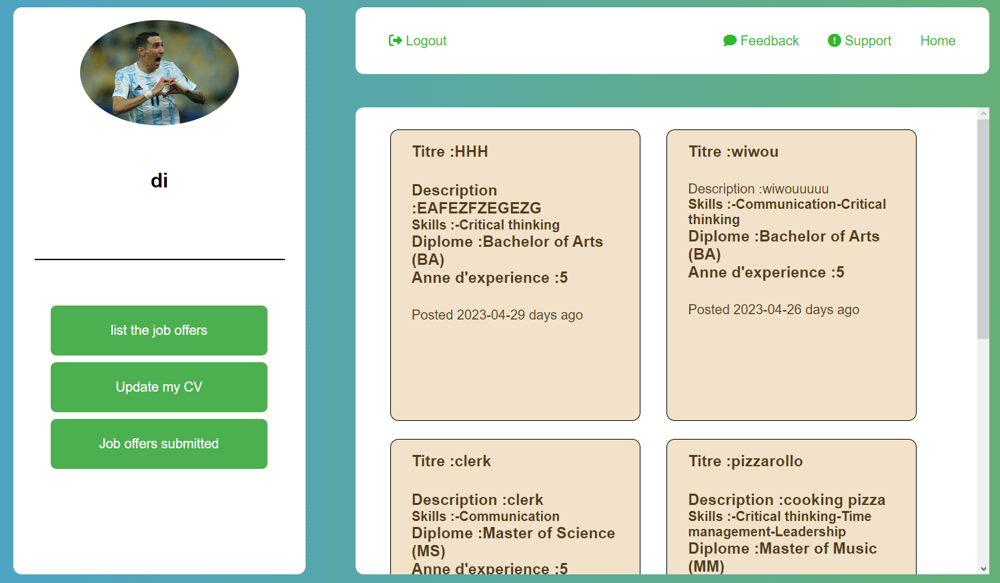 di
list the job offers
Update my CV
Job offers submitted
Logout
Feedback
Support
Home
Titre :HHH
Description
:EAFEZFZEGEZG
Skills :-Critical thinking
Diplome :Bachelor of Arts
(BA)
Anne d'experience :5
Posted 2023-04-29 days ago
Titre :wiwou
Description :wiwouuuuu
Skills :-Communication-Critical
thinking
Diplome :Bachelor of Arts
(BA)
Anne d'experience :5
Posted 2023-04-26 days ago
Titre :clerk
Description :clerk
Skills :-Communication
Diplome :Master of Science
(MS)
Anne d'experience :5
Titre :pizzarollo
Description :cooking pizza
Skills :-Critical thinking-Time
management-Leadership
Diplome :Master of Music
(MM)